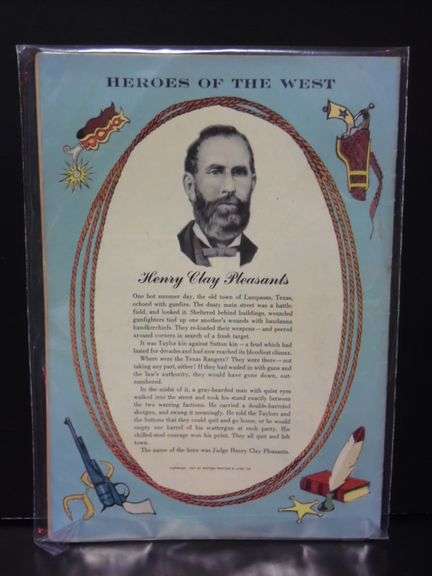 HEROES OF THE WEST
Henry Clay Pleasants
One hot summer day, the old town of Lampasas, Texas,
echoed with gunfire. The dusty main street was a battle-
field, and looked it. Sheltered behind buildings, wounded
gunfighters tied up one another's wounds with bandanna
handkerchiefs. They re-loaded their weapons—and peered
around corners in search of a fresh target.
It was Taylor kin against Sutton kin—a feud which had
lasted for decades and had now reached its bloodiest climax.
Where were the Texas Rangers? They were there—not
taking any part, either! If they had waded in with guns and
the law's authority, they would have gone down, out-
numbered.
In the midst of it, a gray-bearded man with quiet eyes
walked into the street and took his stand exactly between
the two warring factions. He carried a double-barreled
shotgun, and swung it meaningly. He told the Taylors and
the Suttons that they could quit and go home, or he would
empty one barrel of his scattergun at each party. His
chilled-steel courage won his point. They all quit and left
town.
The name of the hero was Judge Henry Clay Pleasants.